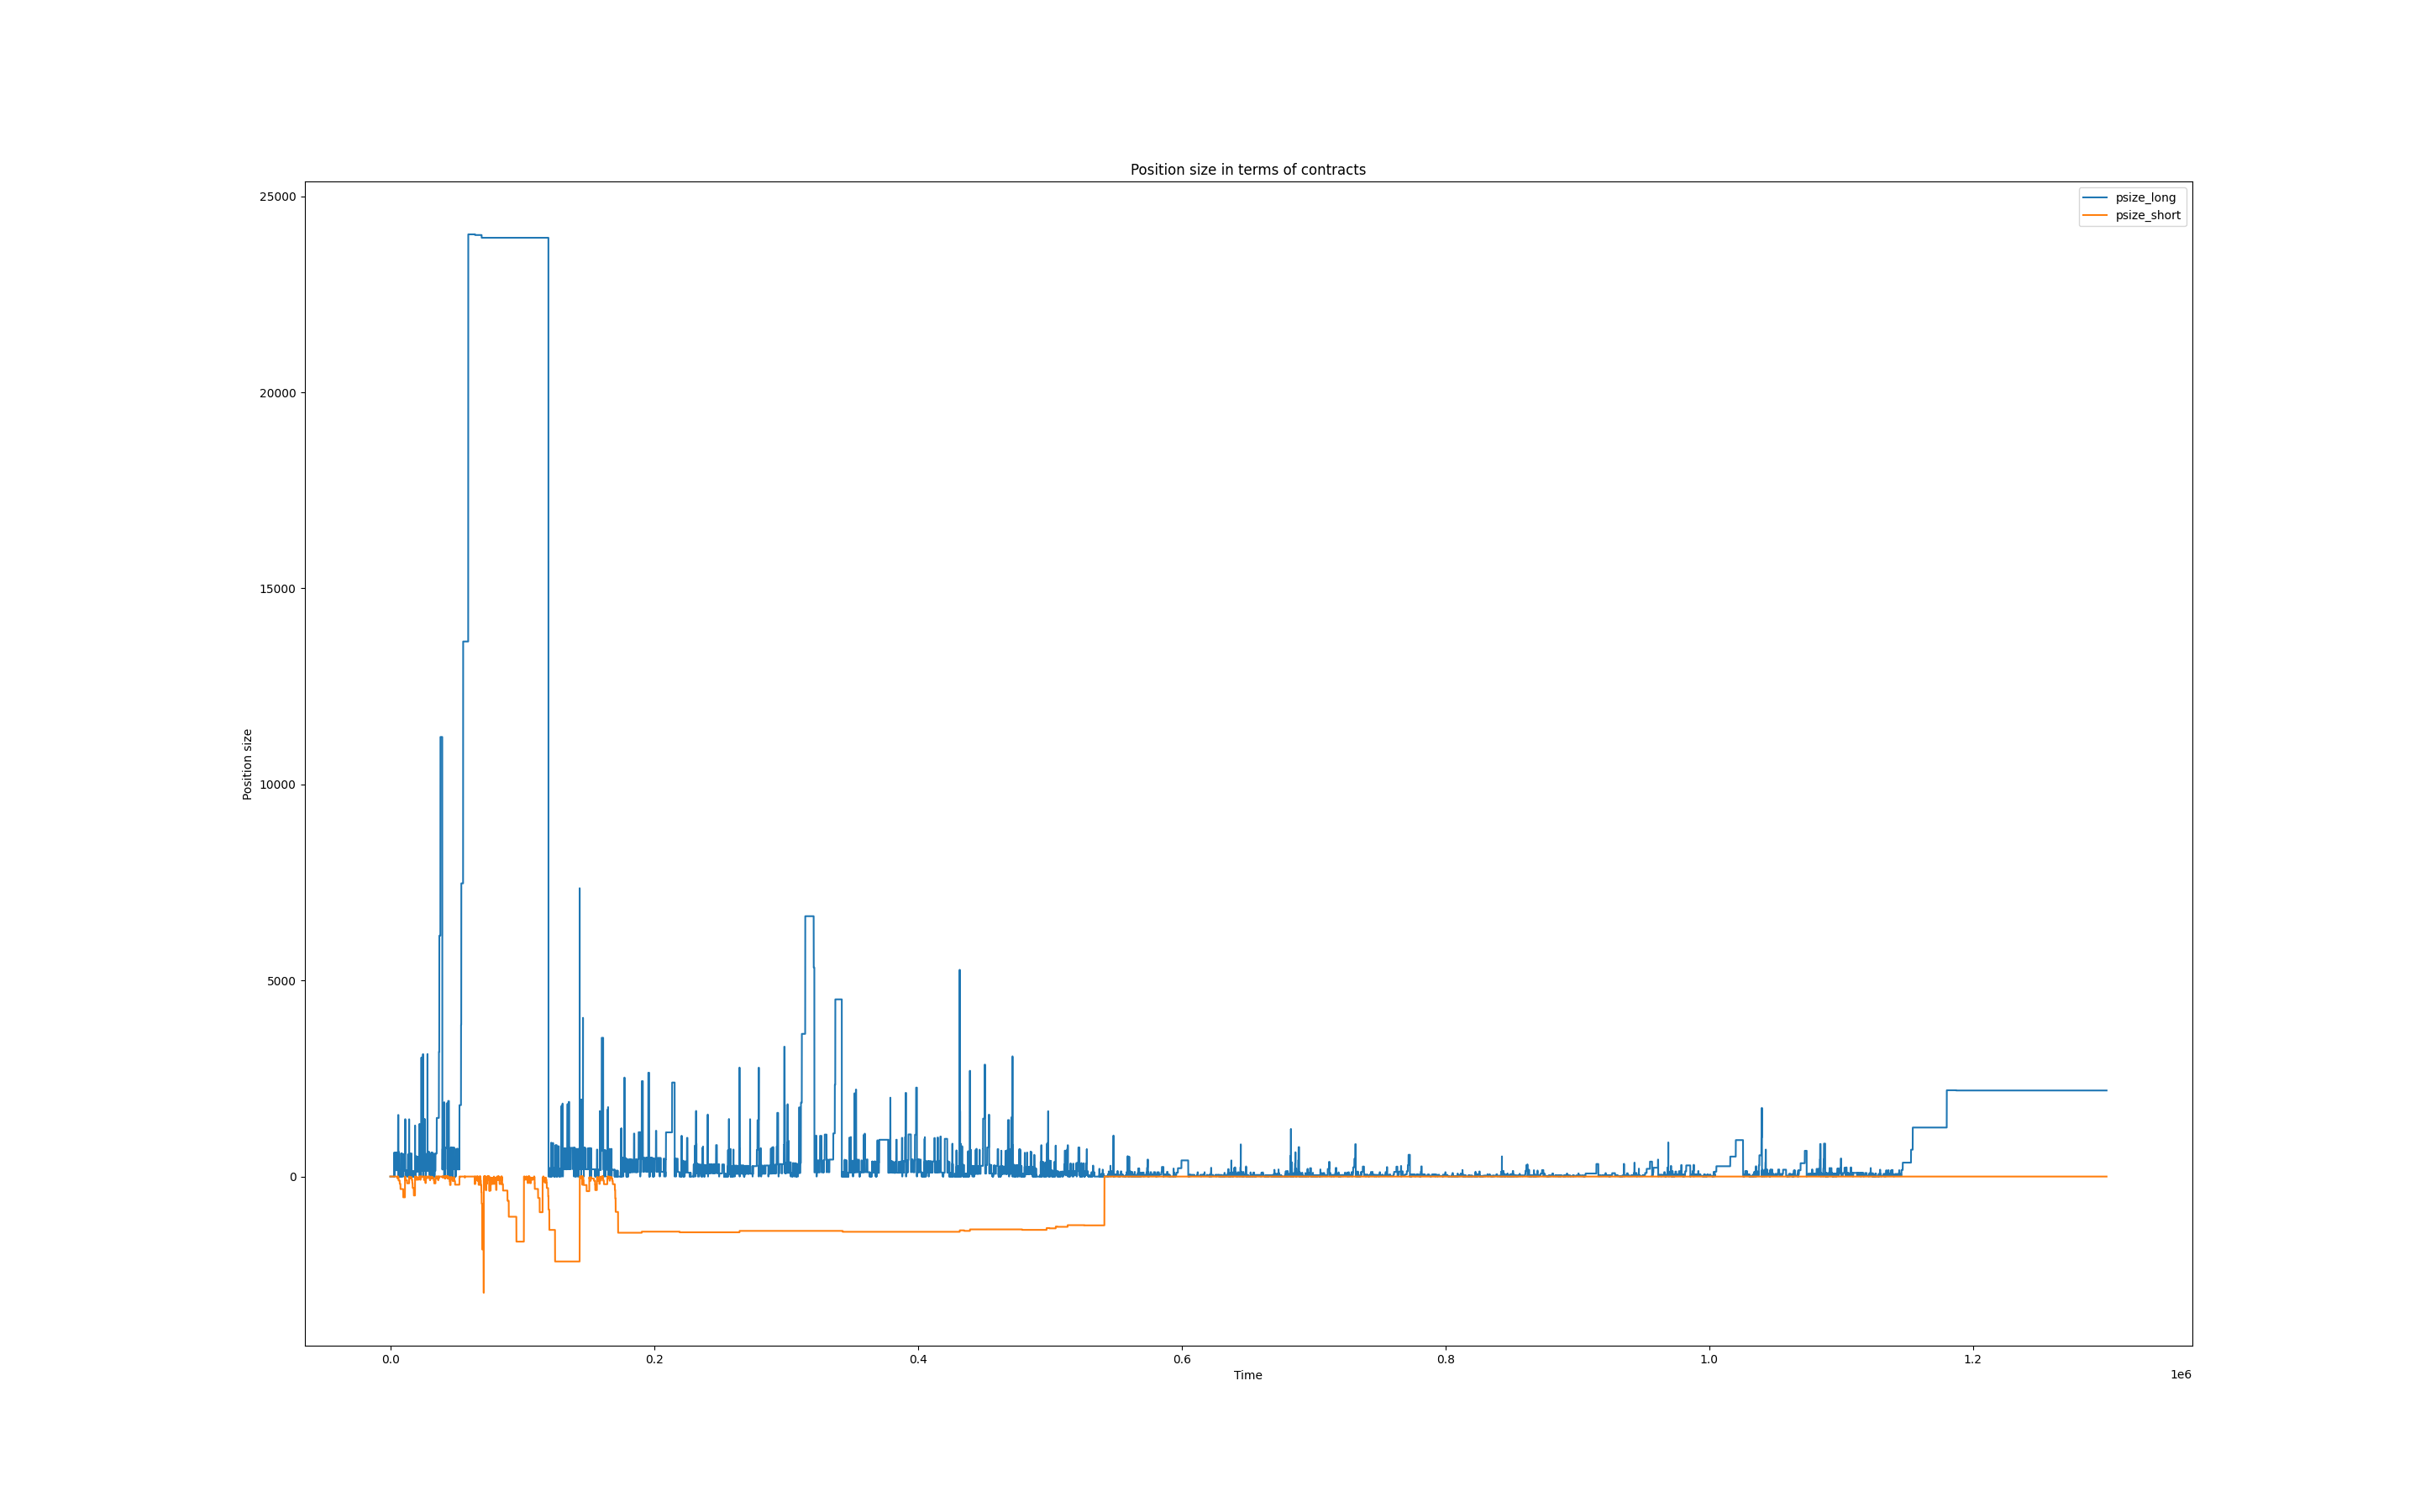 Position size in terms of contracts
psize_long
psize_short
25000
20000
15000
10000
5000
0
Position size
0.0 0.2 0.4 0.6 0.8 1.0 1.2
Time
1e6